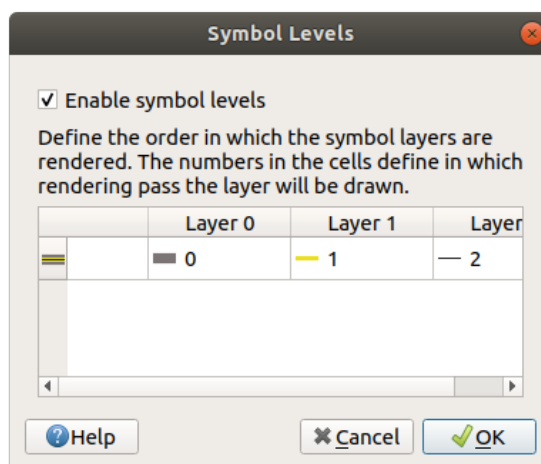 Symbol Levels
Enable symbol levels
Define the order in which the symbol layers are
rendered. The numbers in the cells define in which
rendering pass the layer will be drawn.
Layer 0 Layer 1 Layer
0 1 2
Help Cancel OK